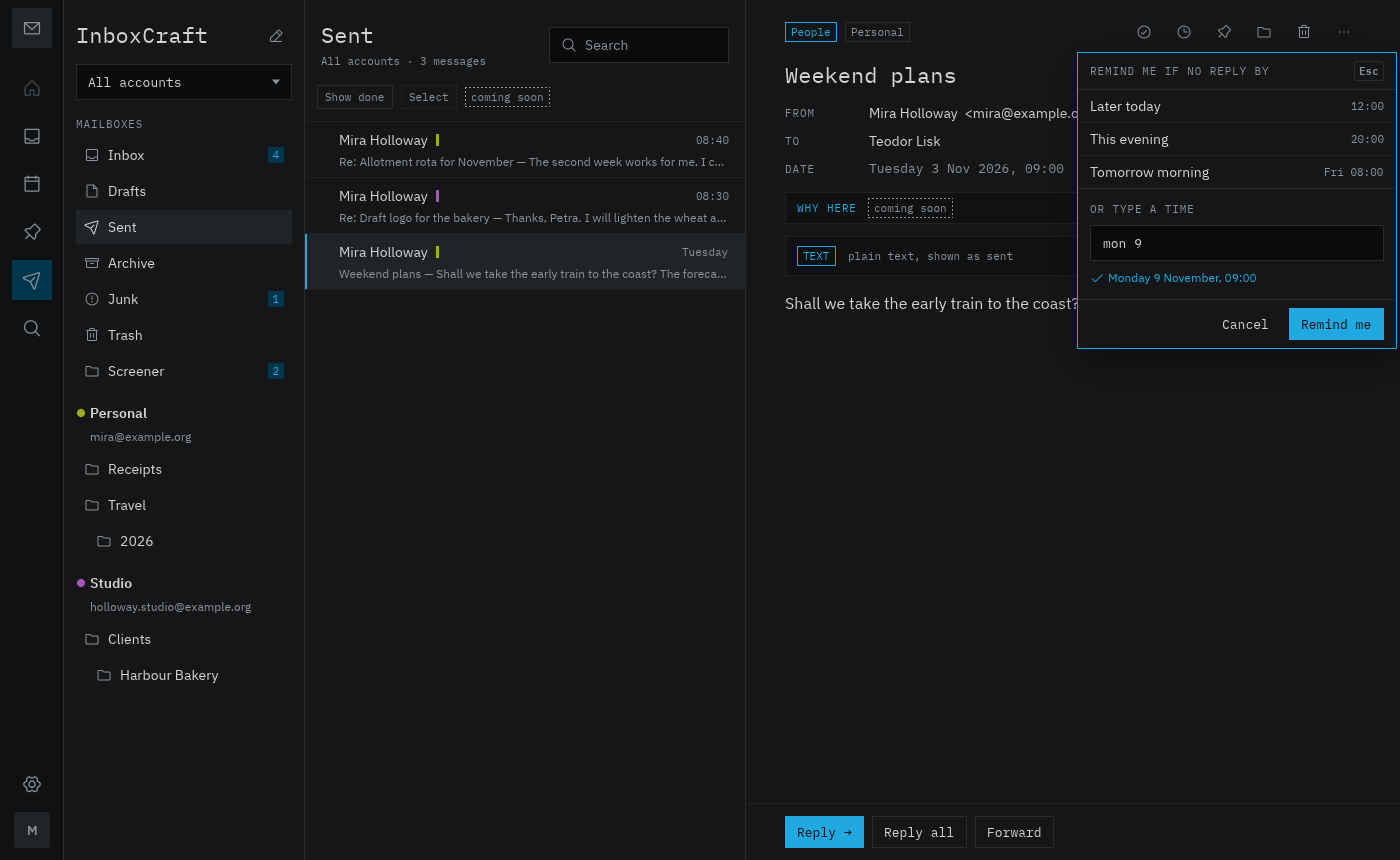 InboxCraft
All accounts
MAILBOXES
Inbox 4
Drafts
Sent
Archive
Junk 1
Trash
Screener 2
Personal
mira@example.org
Receipts
Travel
2026
Studio
holloway.studio@example.org
Clients
Harbour Bakery
M
Sent
All accounts · 3 messages
Search
Show done Select coming soon
Mira Holloway 08:40
Re: Allotment rota for November — The second week works for me. I c…
Mira Holloway 08:30
Re: Draft logo for the bakery — Thanks, Petra. I will lighten the wheat a…
Mira Holloway Tuesday
Weekend plans — Shall we take the early train to the coast? The foreca…
People Personal
Weekend plans
FROM Mira Holloway <mira@example.o
TO Teodor Lisk
DATE Tuesday 3 Nov 2026, 09:00
WHY HERE coming soon
TEXT plain text, shown as sent
Shall we take the early train to the coast?
REMIND ME IF NO REPLY BY Esc
Later today 12:00
This evening 20:00
Tomorrow morning Fri 08:00
OR TYPE A TIME
mon 9
Monday 9 November, 09:00
Cancel Remind me
Reply → Reply all Forward